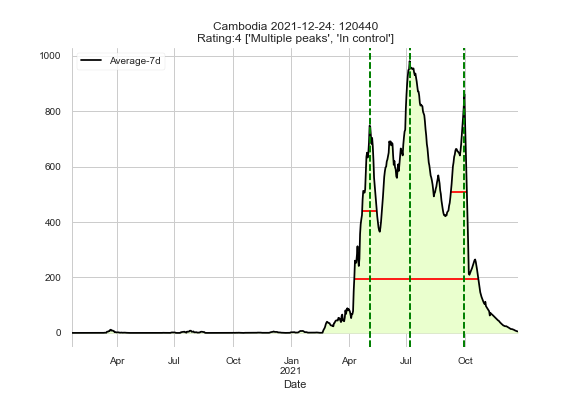 Cambodia 2021-12-24: 120440
Rating:4 ['Multiple peaks', 'In control']
Average-7d
1000
800
600
400
200
0
Apr Jul Oct Jan Apr Jul Oct
2021
Date